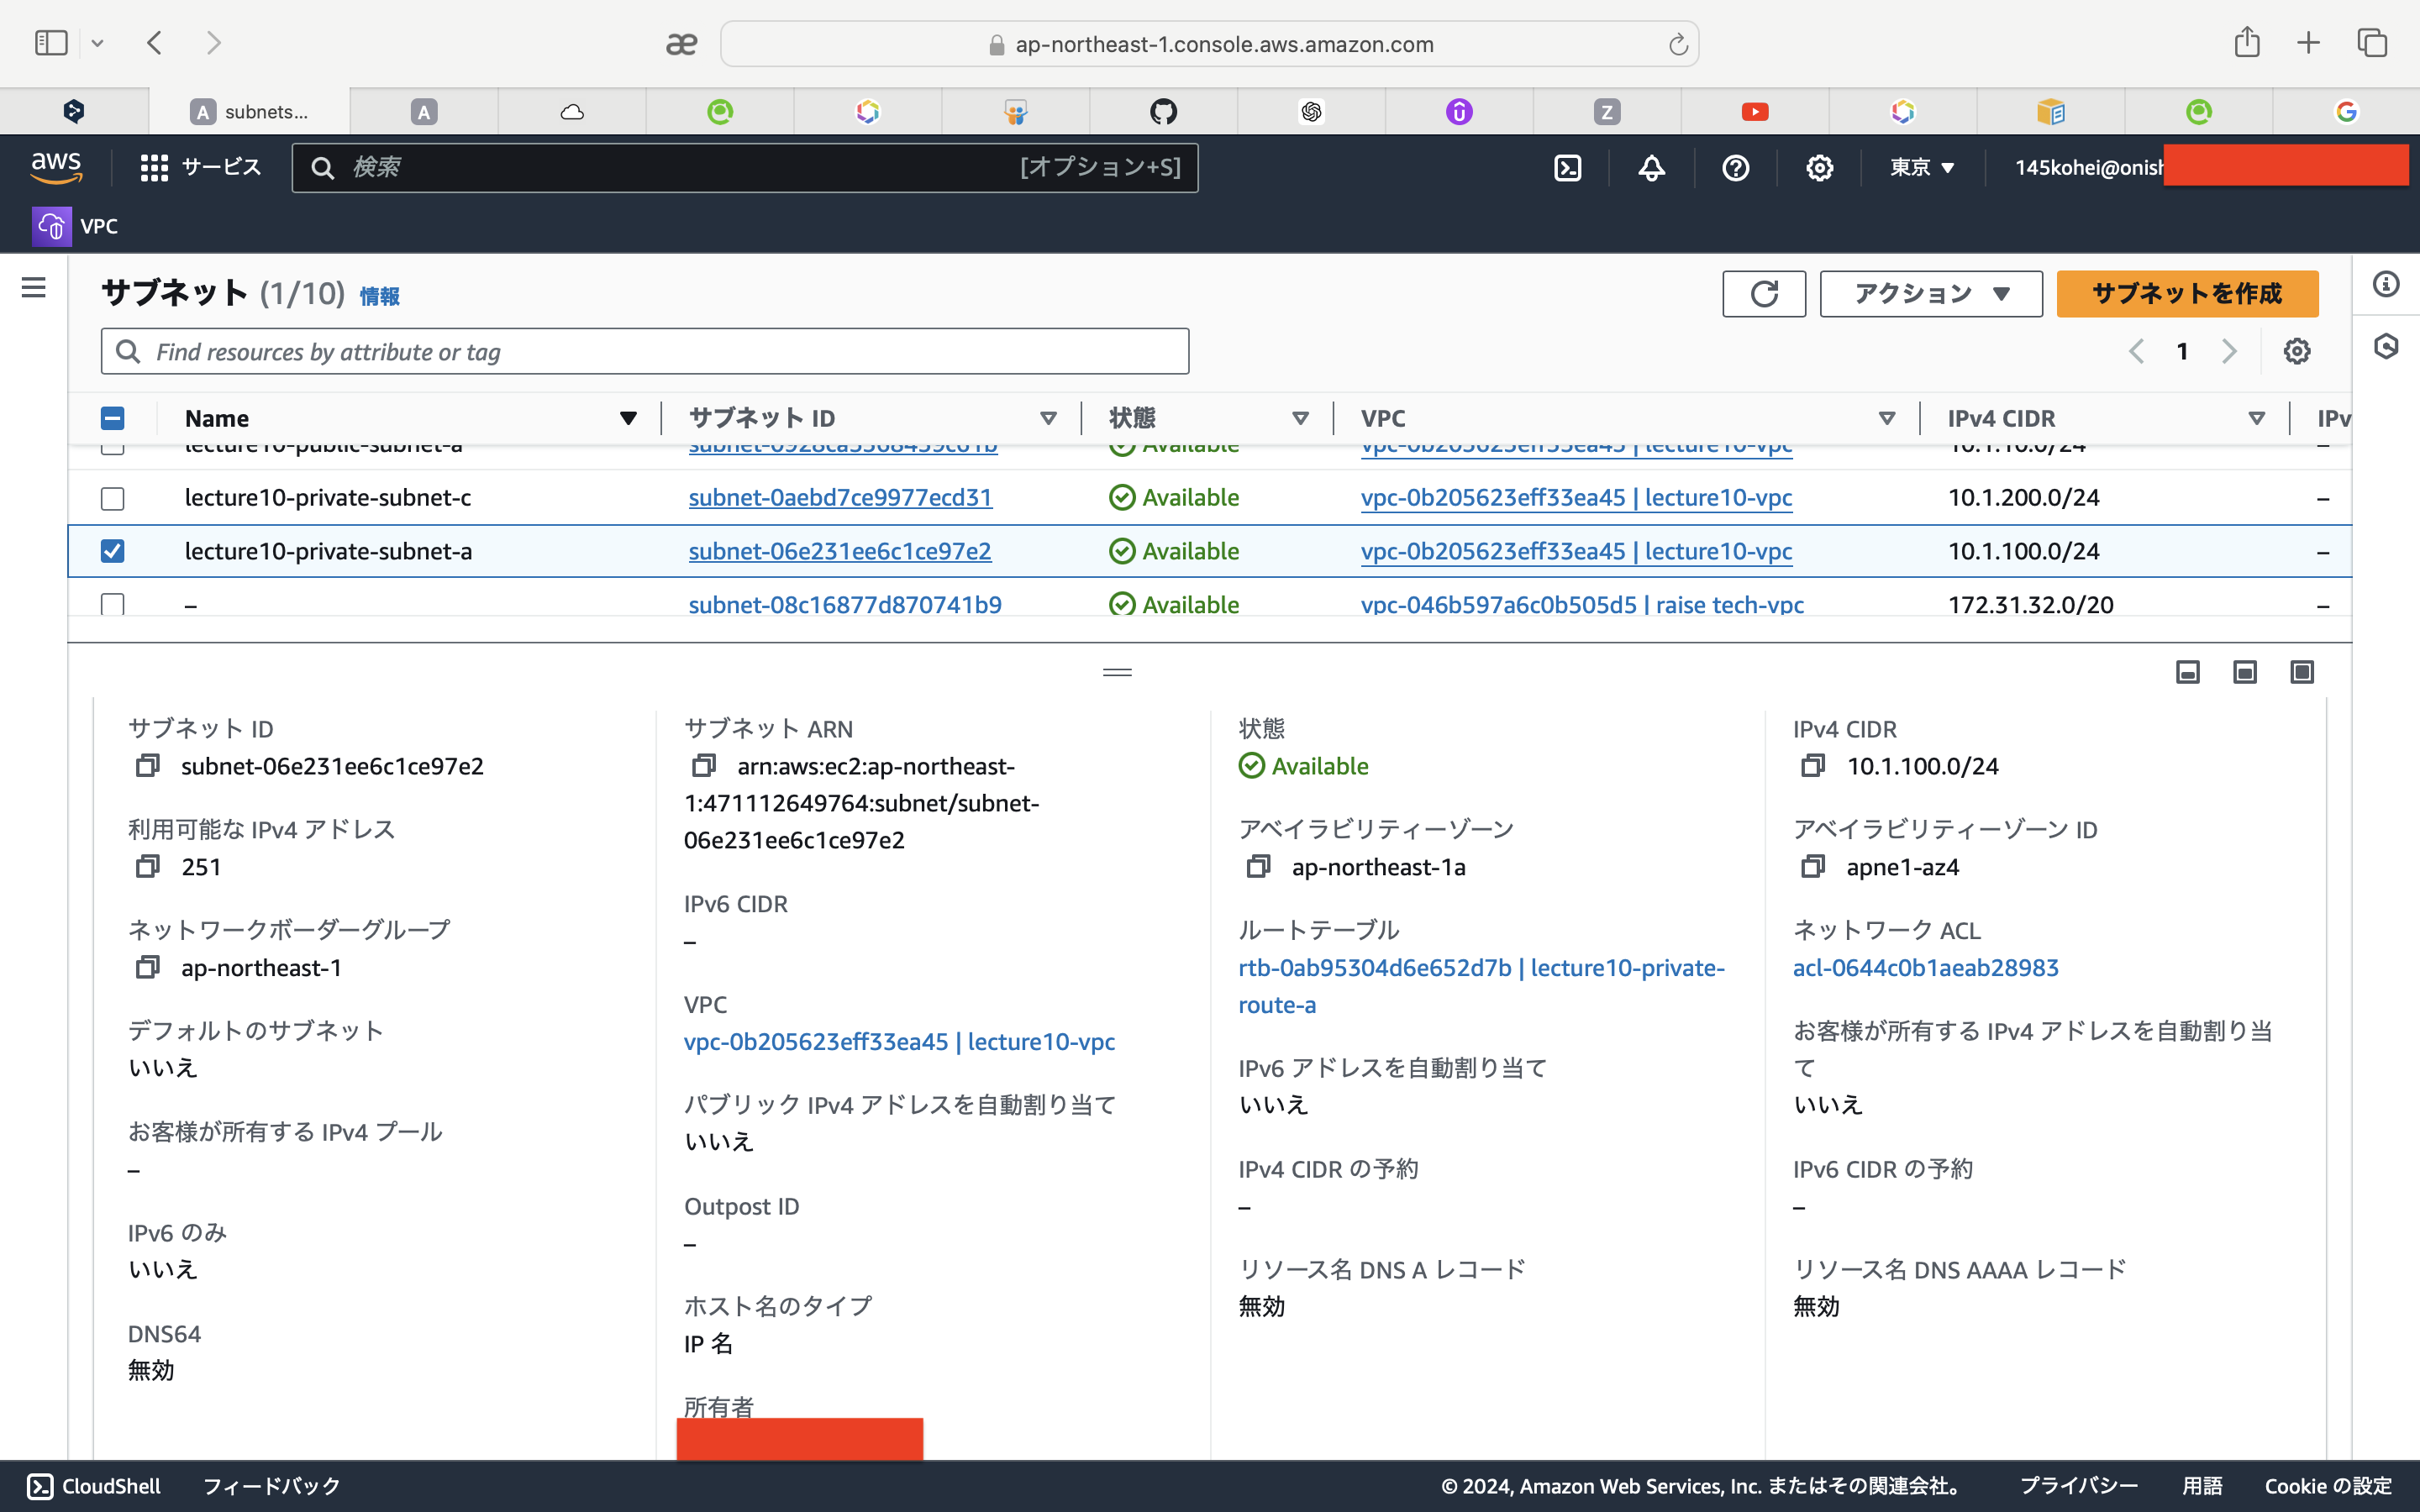 ap-northeast-1.console.aws.amazon.com
subnets...
aws サービス 検索 [オプション+S] 東京 145kohei@onish
VPC
サブネット (1/10) 情報 アクション サブネットを作成
Find resources by attribute or tag 1
Name サブネット ID 状態 VPC IPv4 CIDR IPv
lecture10-public-subnet-a Available vpc-0b205623eff33ea45 | lecture10-vpc 10.1.10.0/24 –
lecture10-private-subnet-c subnet-0aebd7ce9977ecd31 Available vpc-0b205623eff33ea45 | lecture10-vpc 10.1.200.0/24 –
lecture10-private-subnet-a subnet-06e231ee6c1ce97e2 Available vpc-0b205623eff33ea45 | lecture10-vpc 10.1.100.0/24 –
– subnet-08c16877d870741b9 Available vpc-046b597a6c0b505d5 | raise tech-vpc 172.31.32.0/20 –
サブネット ID
subnet-06e231ee6c1ce97e2
利用可能な IPv4 アドレス
251
ネットワークボーダーグループ
ap-northeast-1
デフォルトのサブネット
いいえ
お客様が所有する IPv4 プール
–
IPv6 のみ
いいえ
DNS64
無効
サブネット ARN
arn:aws:ec2:ap-northeast-
1:471112649764:subnet/subnet-
06e231ee6c1ce97e2
IPv6 CIDR
–
VPC
vpc-0b205623eff33ea45 | lecture10-vpc
パブリック IPv4 アドレスを自動割り当て
いいえ
Outpost ID
–
ホスト名のタイプ
IP 名
所有者
状態
Available
アベイラビリティーゾーン
ap-northeast-1a
ルートテーブル
rtb-0ab95304d6e652d7b | lecture10-private-
route-a
IPv6 アドレスを自動割り当て
いいえ
IPv4 CIDR の予約
–
リソース名 DNS A レコード
無効
IPv4 CIDR
10.1.100.0/24
アベイラビリティーゾーン ID
apne1-az4
ネットワーク ACL
acl-0644c0b1aeab28983
お客様が所有する IPv4 アドレスを自動割り当
て
いいえ
IPv6 CIDR の予約
–
リソース名 DNS AAAA レコード
無効
CloudShell フィードバック © 2024, Amazon Web Services, Inc. またはその関連会社。 プライバシー 用語 Cookie の設定